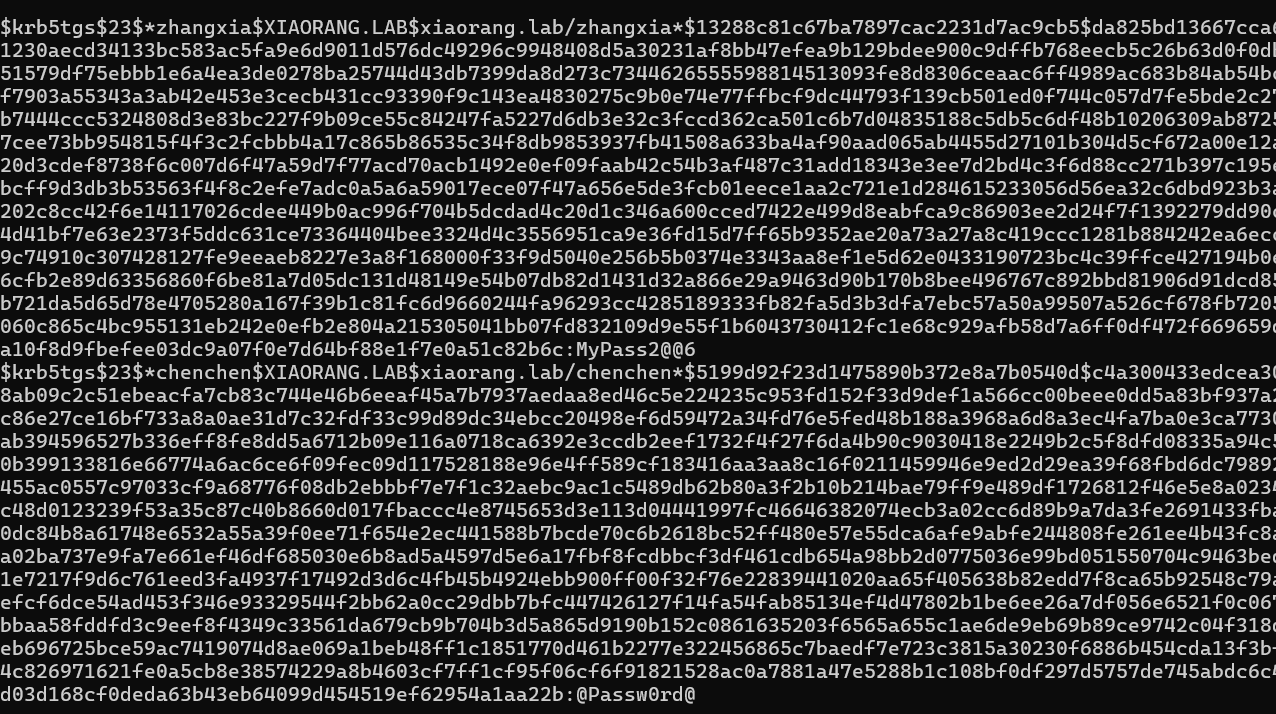 $krb5tgs$23$*zhangxia$XIAORANG.LAB$xiaorang.lab/zhangxia*$13288c81c67ba7897cac2231d7ac9cb5$da825bd13667cca
1230aecd34133bc583ac5fa9e6d9011d576dc49296c9948408d5a30231af8bb47efea9b129bdee900c9dffb768eecb5c26b63d0f0d
51579df75ebbb1e6a4ea3de0278ba25744d43db7399da8d273c7344626555598814513093fe8d8306ceaac6ff4989ac683b84ab54b
f7903a55343a3ab42e453e3cecb431cc93390f9c143ea4830275c9b0e74e77ffbcf9dc44793f139cb501ed0f744c057d7fe5bde2c2
b7444ccc5324808d3e83bc227f9b09ce55c84247fa5227d6db3e32c3fccd362ca501c6b7d04835188c5db5c6df48b10206309ab872
7cee73bb954815f4f3c2fcbbb4a17c865b86535c34f8db9853937fb41508a633ba4af90aad065ab4455d27101b304d5cf672a00e12
20d3cdef8738f6c007d6f47a59d7f77acd70acb1492e0ef09faab42c54b3af487c31add18343e3ee7d2bd4c3f6d88cc271b397c195
bcff9d3db3b53563f4f8c2efe7adc0a5a6a59017ece07f47a656e5de3fcb01eece1aa2c721e1d284615233056d56ea32c6dbd923b3
202c8cc42f6e14117026cdee449b0ac996f704b5dcdad4c20d1c346a600cced7422e499d8eabfca9c86903ee2d24f7f1392279dd90
4d41bf7e63e2373f5ddc631ce73364404bee3324d4c3556951ca9e36fd15d7ff65b9352ae20a73a27a8c419ccc1281b884242ea6ec
9c74910c307428127fe9eeaeb8227e3a8f168000f33f9d5040e256b5b0374e3343aa8ef1e5d62e0433190723bc4c39ffce427194b0
6cfb2e89d63356860f6be81a7d05dc131d48149e54b07db82d1431d32a866e29a9463d90b170b8bee496767c892bbd81906d91dcd8
b721da5d65d78e4705280a167f39b1c81fc6d9660244fa96293cc4285189333fb82fa5d3b3dfa7ebc57a50a99507a526cf678fb720
060c865c4bc955131eb242e0efb2e804a215305041bb07fd832109d9e55f1b6043730412fc1e68c929afb58d7a6ff0df472f669659
a10f8d9fbefee03dc9a07f0e7d64bf88e1f7e0a51c82b6c:MyPass2@@6
$krb5tgs$23$*chenchen$XIAORANG.LAB$xiaorang.lab/chenchen*$5199d92f23d1475890b372e8a7b0540d$c4a300433edcea3
8ab09c2c51ebeacfa7cb83c744e46b6eeaf45a7b7937aedaa8ed46c5e224235c953fd152f33d9def1a566cc00beee0dd5a83bf937a
c86e27ce16bf733a8a0ae31d7c32fdf33c99d89dc34ebcc20498ef6d59472a34fd76e5fed48b188a3968a6d8a3ec4fa7ba0e3ca773
ab394596527b336eff8fe8dd5a6712b09e116a0718ca6392e3ccdb2eef1732f4f27f6da4b90c9030418e2249b2c5f8dfd08335a94c
0b399133816e66774a6ac6ce6f09fec09d117528188e96e4ff589cf183416aa3aa8c16f0211459946e9ed2d29ea39f68fbd6dc7989
455ac0557c97033cf9a68776f08db2ebbbf7e7f1c32aebc9ac1c5489db62b80a3f2b10b214bae79ff9e489df1726812f46e5e8a023
c48d0123239f53a35c87c40b8660d017fbaccc4e8745653d3e113d04441997fc46646382074ecb3a02cc6d89b9a7da3fe2691433fb
0dc84b8a61748e6532a55a39f0ee71f654e2ec441588b7bcde70c6b2618bc52ff480e57e55dca6afe9abfe244808fe261ee4b43fc8
a02ba737e9fa7e661ef46df685030e6b8ad5a4597d5e6a17fbf8fcdbbcf3df461cdb654a98bb2d0775036e99bd051550704c9463be
1e7217f9d6c761eed3fa4937f17492d3d6c4fb45b4924ebb900ff00f32f76e22839441020aa65f405638b82edd7f8ca65b92548c79
efcf6dce54ad453f346e93329544f2bb62a0cc29dbb7bfc447426127f14fa54fab85134ef4d47802b1be6ee26a7df056e6521f0c06
bbaa58fddfd3c9eef8f4349c33561da679cb9b704b3d5a865d9190b152c0861635203f6565a655c1ae6de9eb69b89ce9742c04f318
eb696725bce59ac7419074d8ae069a1beb48ff1c1851770d461b2277e322456865c7baedf7e723c3815a30230f6886b454cda13f3b
4c826971621fe0a5cb8e38574229a8b4603cf7ff1cf95f06cf6f91821528ac0a7881a47e5288b1c108bf0df297d5757de745abdc6c
d03d168cf0deda63b43eb64099d454519ef62954a1aa22b:@Passw0rd@